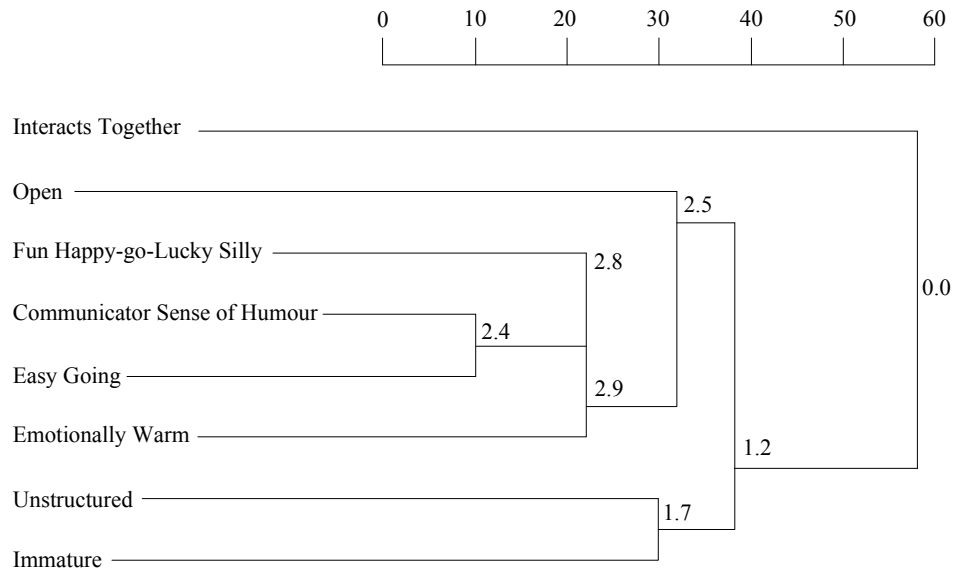 0 10 20 30 40 50 60
Interacts Together
Open
2.5
Fun Happy-go-Lucky Silly
2.8
0.0
Communicator Sense of Humour
2.4
Easy Going
2.9
Emotionally Warm
1.2
Unstructured
1.7
Immature